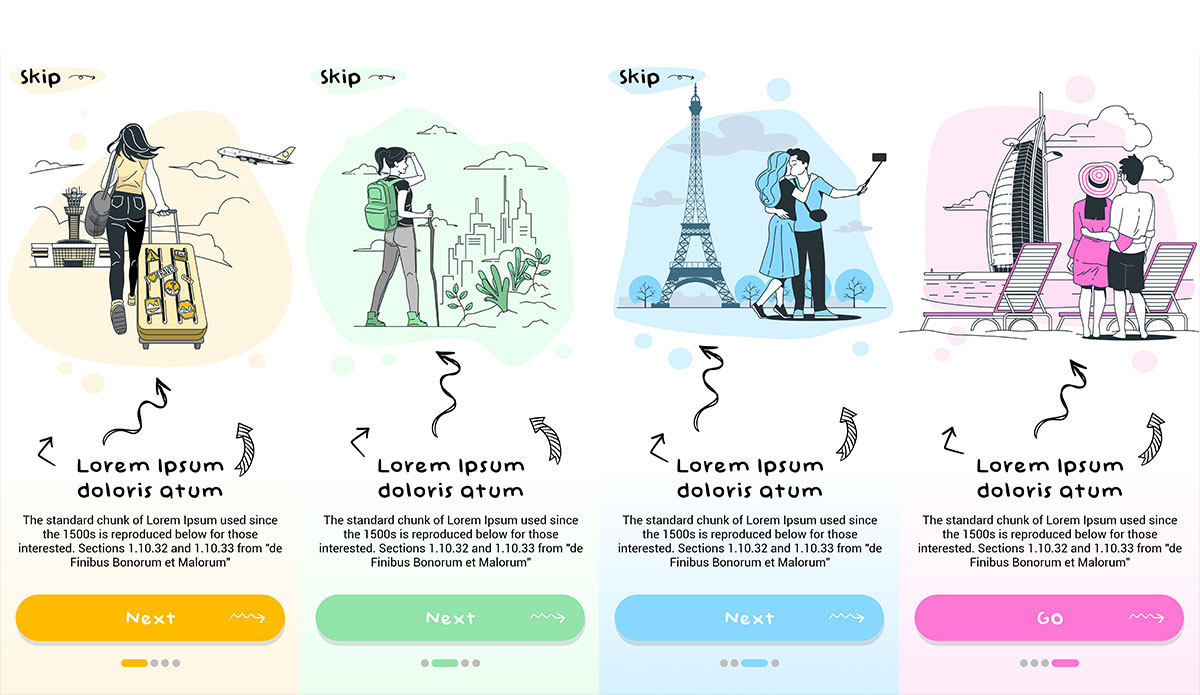 Skip
Lorem Ipsum
doloris atum
The standard chunk of Lorem Ipsum used since
the 1500s is reproduced below for those
interested. Sections 1.10.32 and 1.10.33 from "de
Finibus Bonorum et Malorum"
Next
Skip
Lorem Ipsum
doloris atum
The standard chunk of Lorem Ipsum used since
the 1500s is reproduced below for those
interested. Sections 1.10.32 and 1.10.33 from "de
Finibus Bonorum et Malorum"
Next
Skip
Lorem Ipsum
doloris atum
The standard chunk of Lorem Ipsum used since
the 1500s is reproduced below for those
interested. Sections 1.10.32 and 1.10.33 from "de
Finibus Bonorum et Malorum"
Next
Lorem Ipsum
doloris atum
The standard chunk of Lorem Ipsum used since
the 1500s is reproduced below for those
interested. Sections 1.10.32 and 1.10.33 from "de
Finibus Bonorum et Malorum"
GO